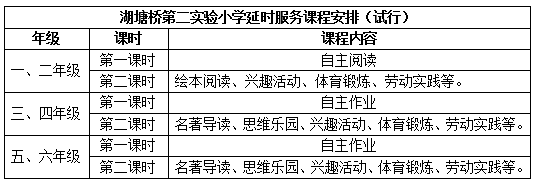 湖塘桥第二实验小学延时服务课程安排（试行）
年级 课时 课程内容
一、二年级 第一课时 自主阅读
第二课时 绘本阅读、兴趣活动、体育锻炼、劳动实践等。
三、四年级 第一课时 自主作业
第二课时 名著导读、思维乐园、兴趣活动、体育锻炼、劳动实践等。
五、六年级 第一课时 自主作业
第二课时 名著导读、思维乐园、兴趣活动、体育锻炼、劳动实践等。